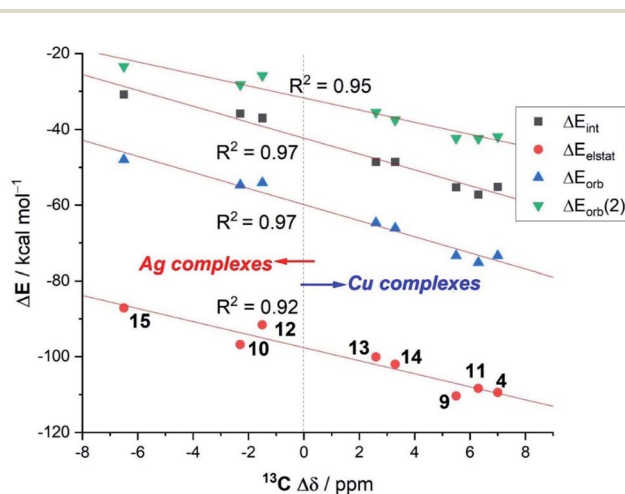 -20
-40
-60
-80
-100
-120
ΔE / kcal mol⁻¹
R² = 0.95
R² = 0.97
R² = 0.97
R² = 0.92
Ag complexes
Cu complexes
15
10
12
13
14
9
11
4
ΔE_int
ΔE_elstat
ΔE_orb
ΔE_orb(2)
-8 -6 -4 -2 0 2 4 6 8
¹³C Δδ / ppm